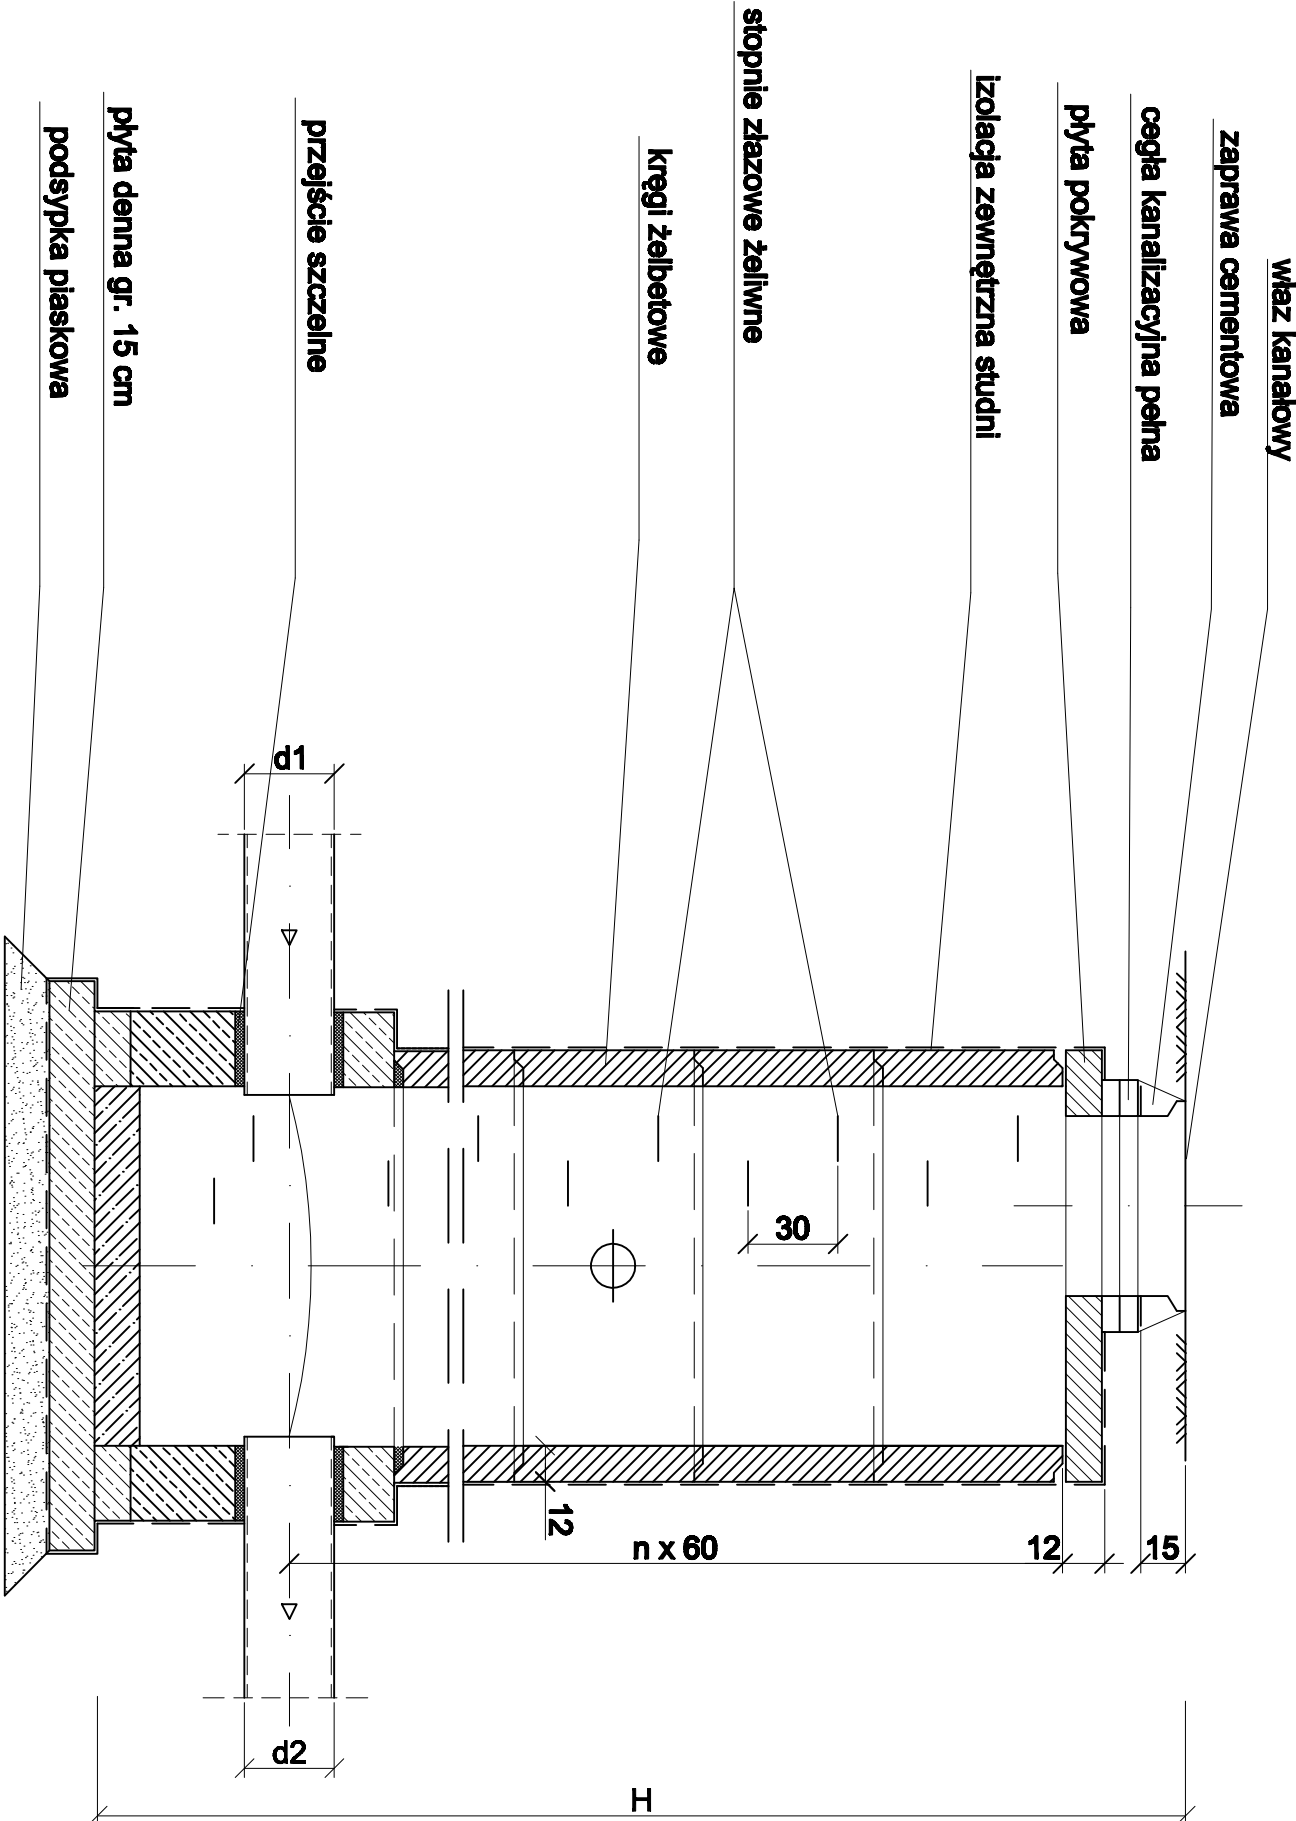 właz kanałowy
zaprawa cementowa
cegła kanalizacyjna pełna
płyta pokrywowa
izolacja zewnętrzna studni
stopnie złazowe żeliwne
kręgi żelbetowe
przejście szczelne
płyta denna gr. 15 cm
podsypka piaskowa
d1
30
12
n x 60
12
15
d2
H